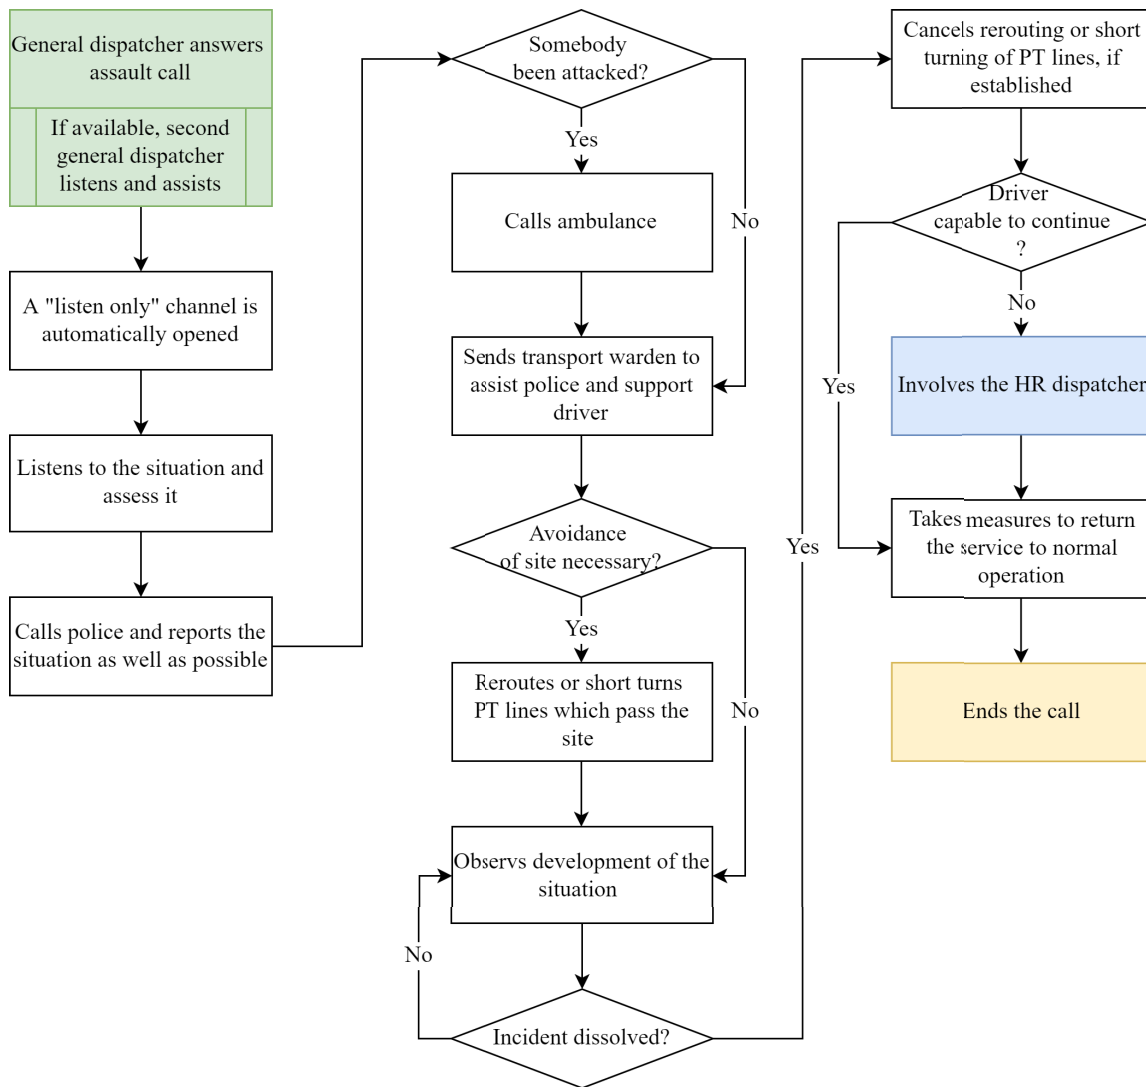 General dispatcher answers
assault call
If available, second
general dispatcher
listens and assists
A "listen only" channel is
automatically opened
Listens to the situation and
assess it
Calls police and reports the
situation as well as possible
Somebody
been attacked?
Yes
No
Calls ambulance
Sends transport warden to
assist police and support
driver
Avoidance
of site necessary?
Yes
No
Reroutes or short turns
PT lines which pass the
site
Observs development of the
situation
No
Incident dissolved?
Yes
Cancels rerouting or short
turning of PT lines, if
established
Driver
capable to continue
?
No
Yes
Involves the HR dispatcher
Takes measures to return
the service to normal
operation
Ends the call